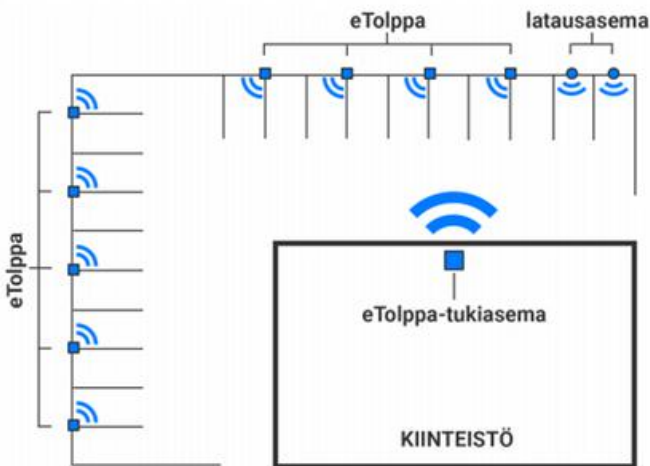 eTolppa
latausasema
eTolppa
eTolppa-tukiasema
KIINTEISTÖ